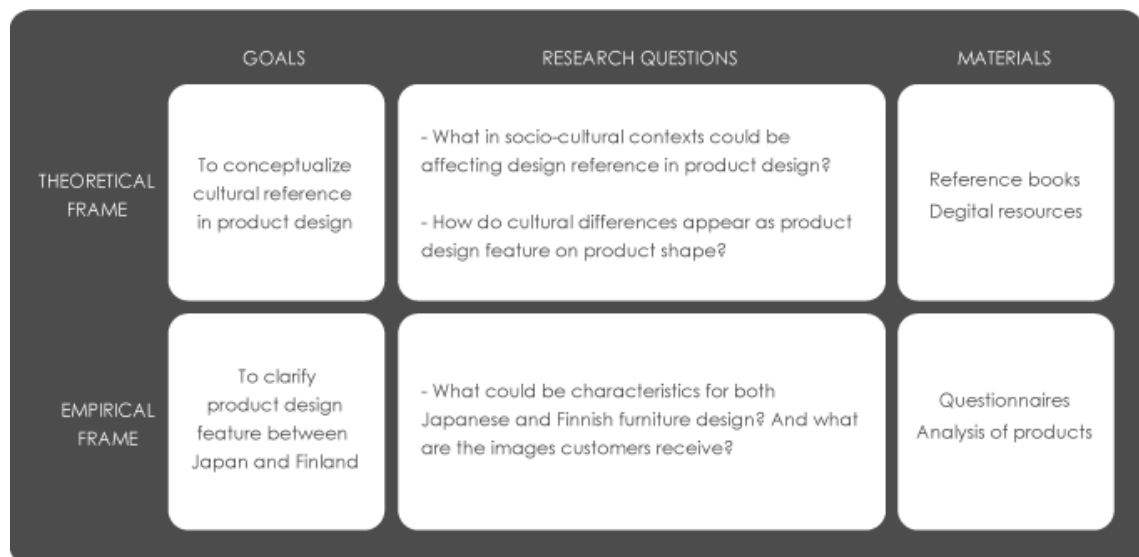 GOALS
RESEARCH QUESTIONS
MATERIALS
THEORETICAL
FRAME
To conceptualize
cultural reference
in product design
- What in socio-cultural contexts could be
affecting design reference in product design?
- How do cultural differences appear as product
design feature on product shape?
Reference books
Degital resources
EMPIRICAL
FRAME
To clarify
product design
feature between
Japan and Finland
- What could be characteristics for both
Japanese and Finnish furniture design? And what
are the images customers receive?
Questionnaires
Analysis of products